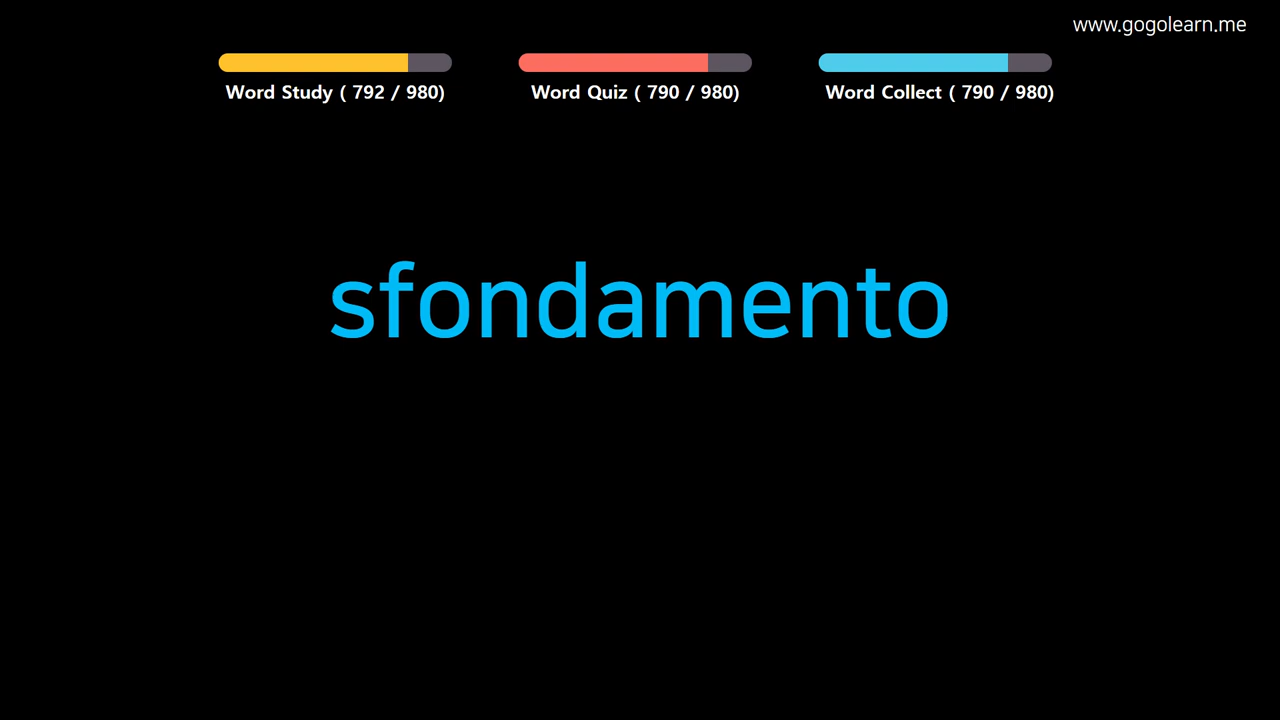 www.gogolearn.me
Word Study ( 792 / 980)
Word Quiz ( 790 / 980)
Word Collect ( 790 / 980)
sfondamento